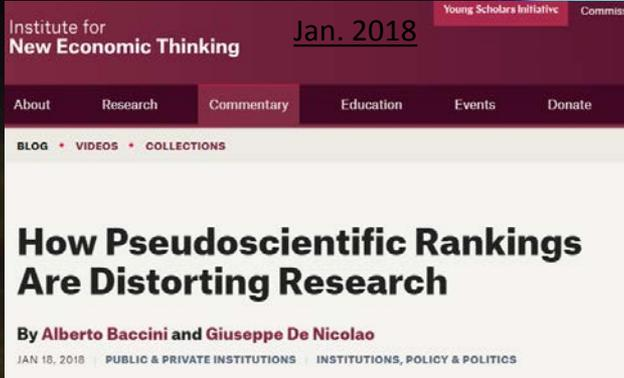 Young Scholars Initiative
Institute for
New Economic Thinking
Jan. 2018
About Research Commentary Education Events Donate
BLOG • VIDEOS • COLLECTIONS
How Pseudoscientific Rankings
Are Distorting Research
By Alberto Baccini and Giuseppe De Nicolao
JAN 18, 2018 | PUBLIC & PRIVATE INSTITUTIONS | INSTITUTIONS, POLICY & POLITICS